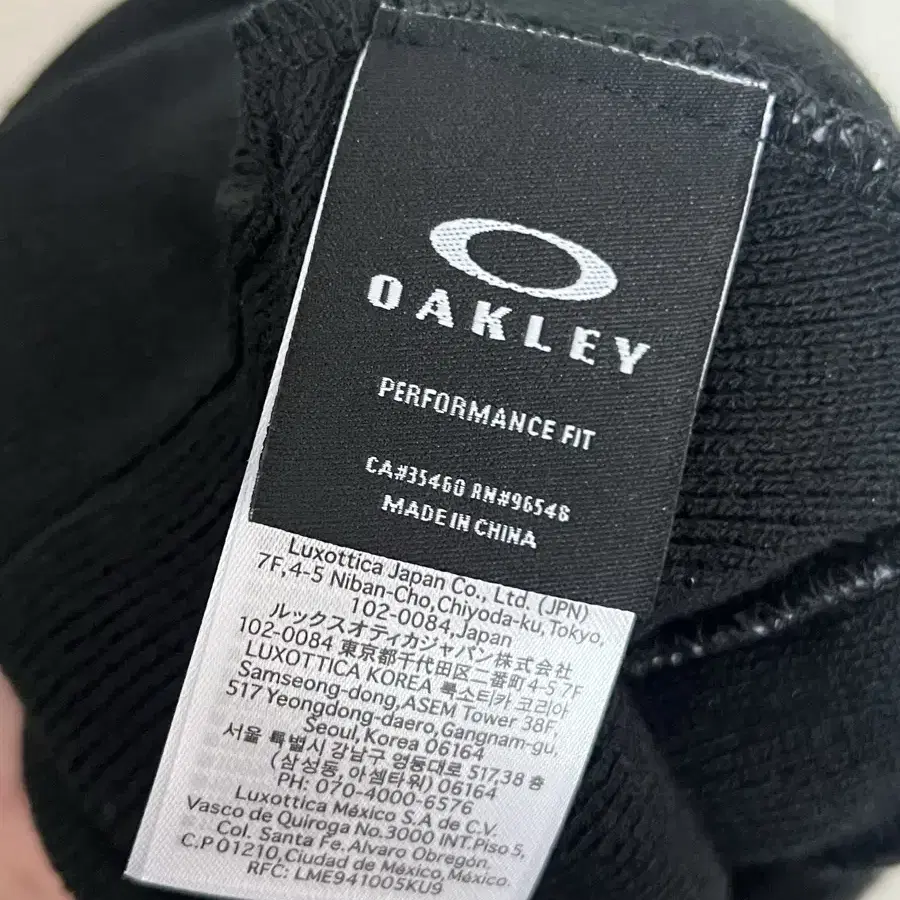 OAKLEY
PERFORMANCE FIT
CA#35460 RN#96548
MADE IN CHINA
Luxottica Japan Co., Ltd. (JPN)
7F,4-5 Niban-Cho,Chiyoda-ku,Tokyo,
102-0084,Japan
ルックスオティカジャパン株式会社
102-0084 東京都千代田区二番町4-5 7F
LUXOTTICA KOREA 룩소티카 코리아
Samseong-dong,ASEM Tower 38F,
517 Yeongdong-daero,Gangnam-gu,
Seoul,Korea 06164
서울 특별시 강남구 영동대로 517,38 층
(삼성동, 아셈타워) 06164
PH: 070-4000-6576
Luxottica México S.A de C.V.
Vasco de Quiroga No.3000 INT.Piso 5,
Col. Santa Fe. Alvaro Obregón.
C.P 01210,Ciudad de México, México.
RFC: LME941005KU9